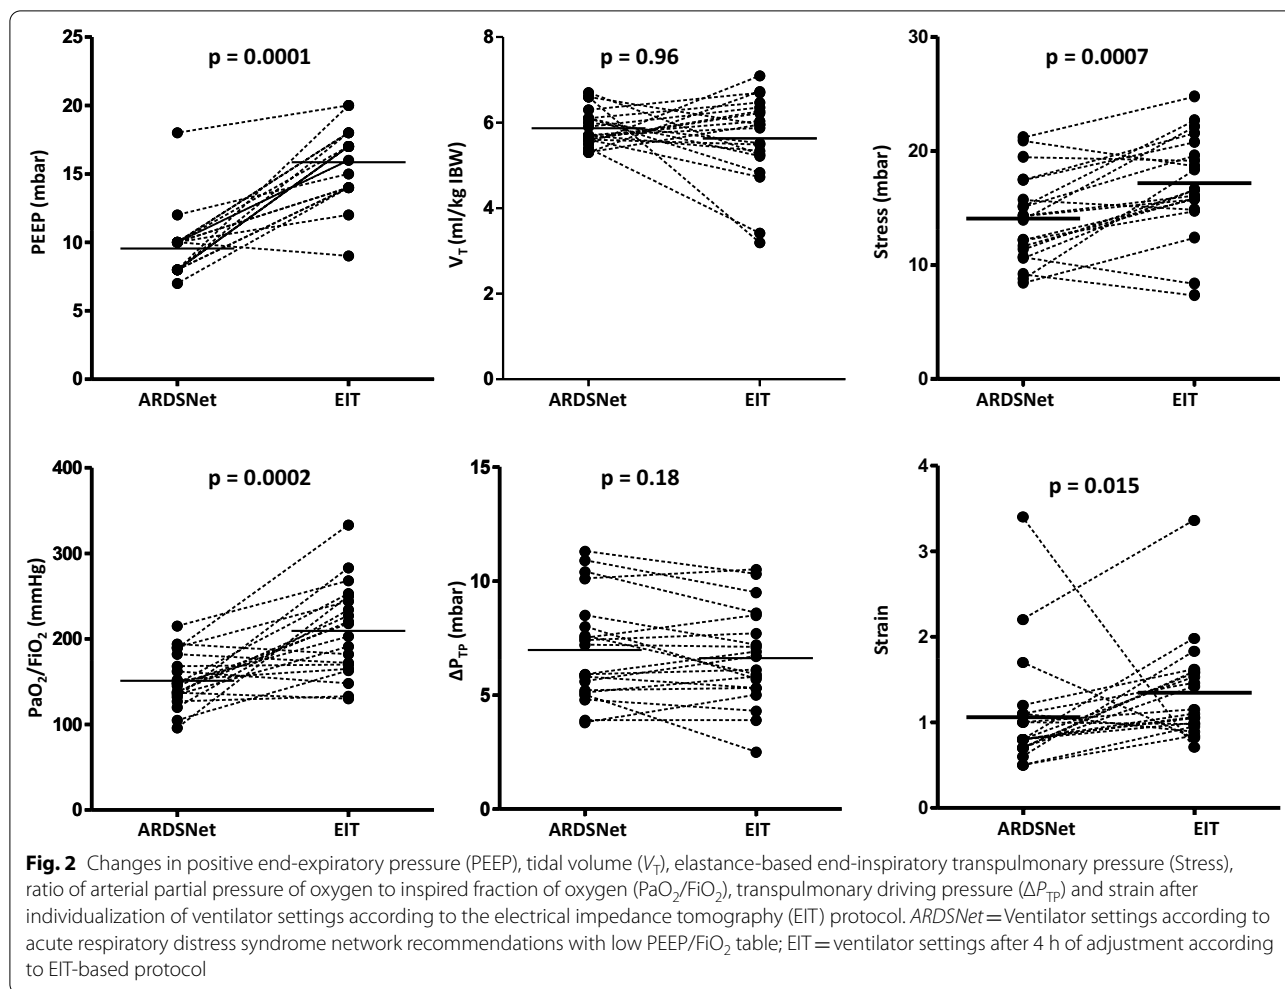 p = 0.0001
PEEP (mbar)
25
20
15
10
5
0
ARDSNet EIT
p = 0.96
V_T (ml/kg IBW)
8
6
4
2
0
ARDSNet EIT
p = 0.0007
Stress (mbar)
30
20
10
0
ARDSNet EIT
p = 0.0002
PaO₂/FiO₂ (mmHg)
400
300
200
100
0
ARDSNet EIT
p = 0.18
ΔP_TP (mbar)
15
10
5
0
ARDSNet EIT
p = 0.015
Strain
4
3
2
1
0
ARDSNet EIT
Fig. 2 Changes in positive end-expiratory pressure (PEEP), tidal volume (V_T), elastance-based end-inspiratory transpulmonary pressure (Stress),
ratio of arterial partial pressure of oxygen to inspired fraction of oxygen (PaO₂/FiO₂), transpulmonary driving pressure (ΔP_TP) and strain after
individualization of ventilator settings according to the electrical impedance tomography (EIT) protocol. ARDSNet = Ventilator settings according to
acute respiratory distress syndrome network recommendations with low PEEP/FiO₂ table; EIT = ventilator settings after 4 h of adjustment according
to EIT-based protocol